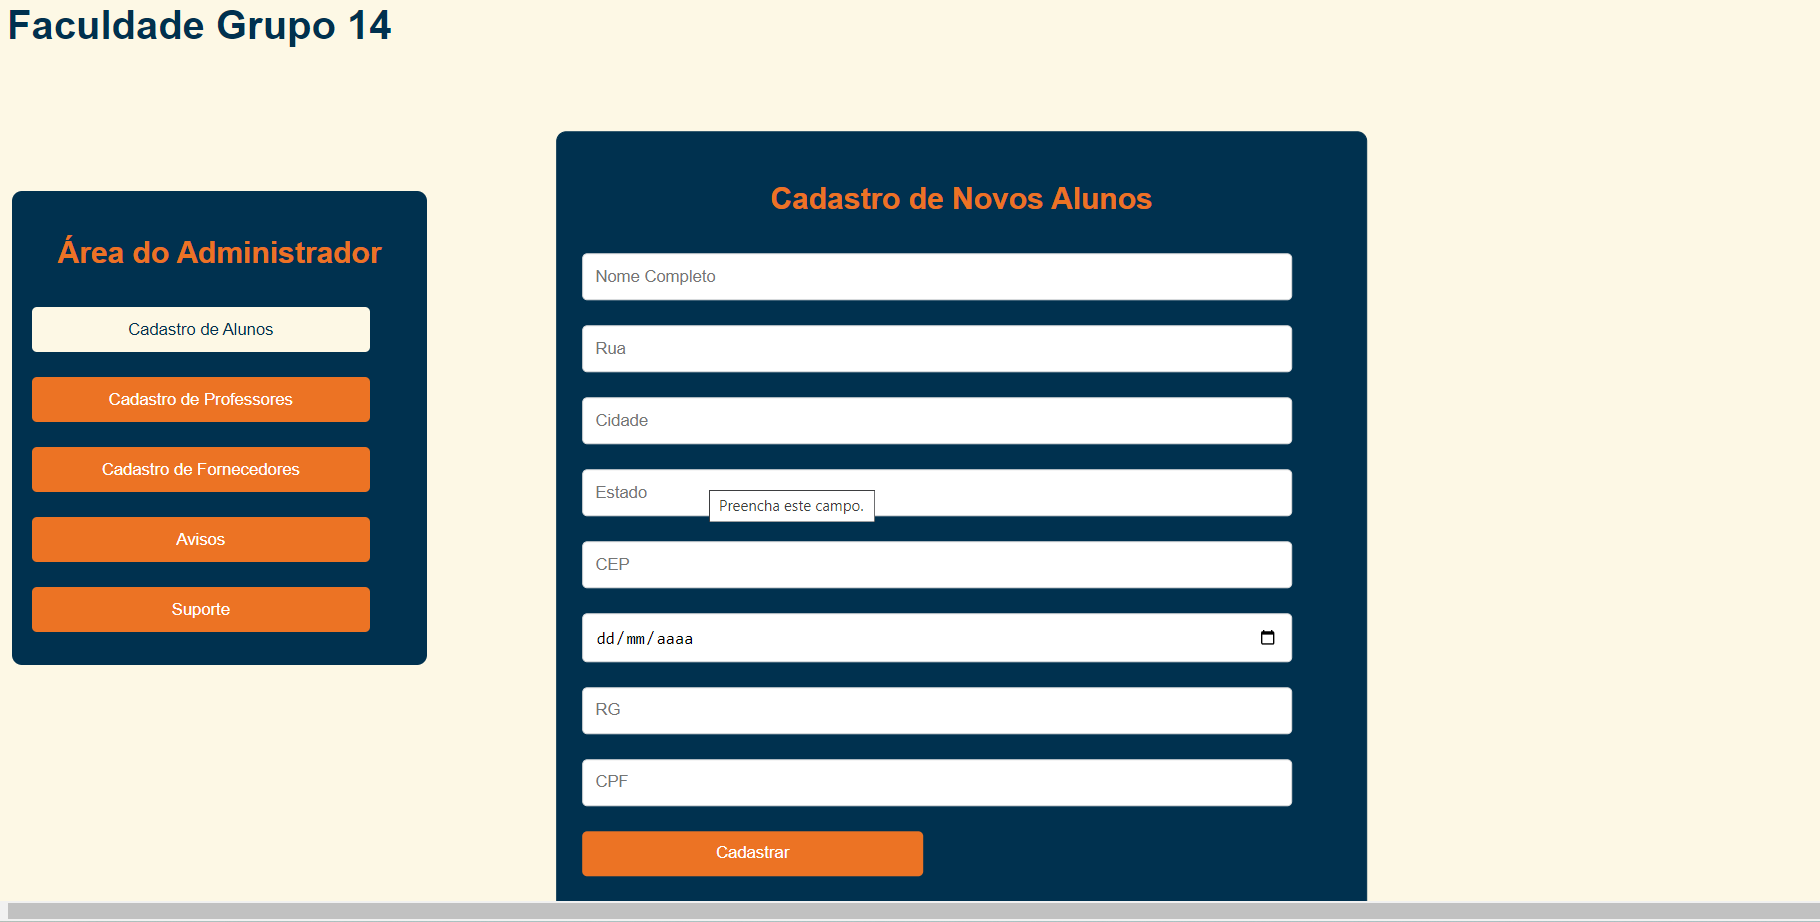 Faculdade Grupo 14
Área do Administrador
Cadastro de Alunos
Cadastro de Professores
Cadastro de Fornecedores
Avisos
Suporte
Cadastro de Novos Alunos
Nome Completo
Rua
Cidade
Estado
Preencha este campo.
CEP
dd/mm/aaaa
RG
CPF
Cadastrar